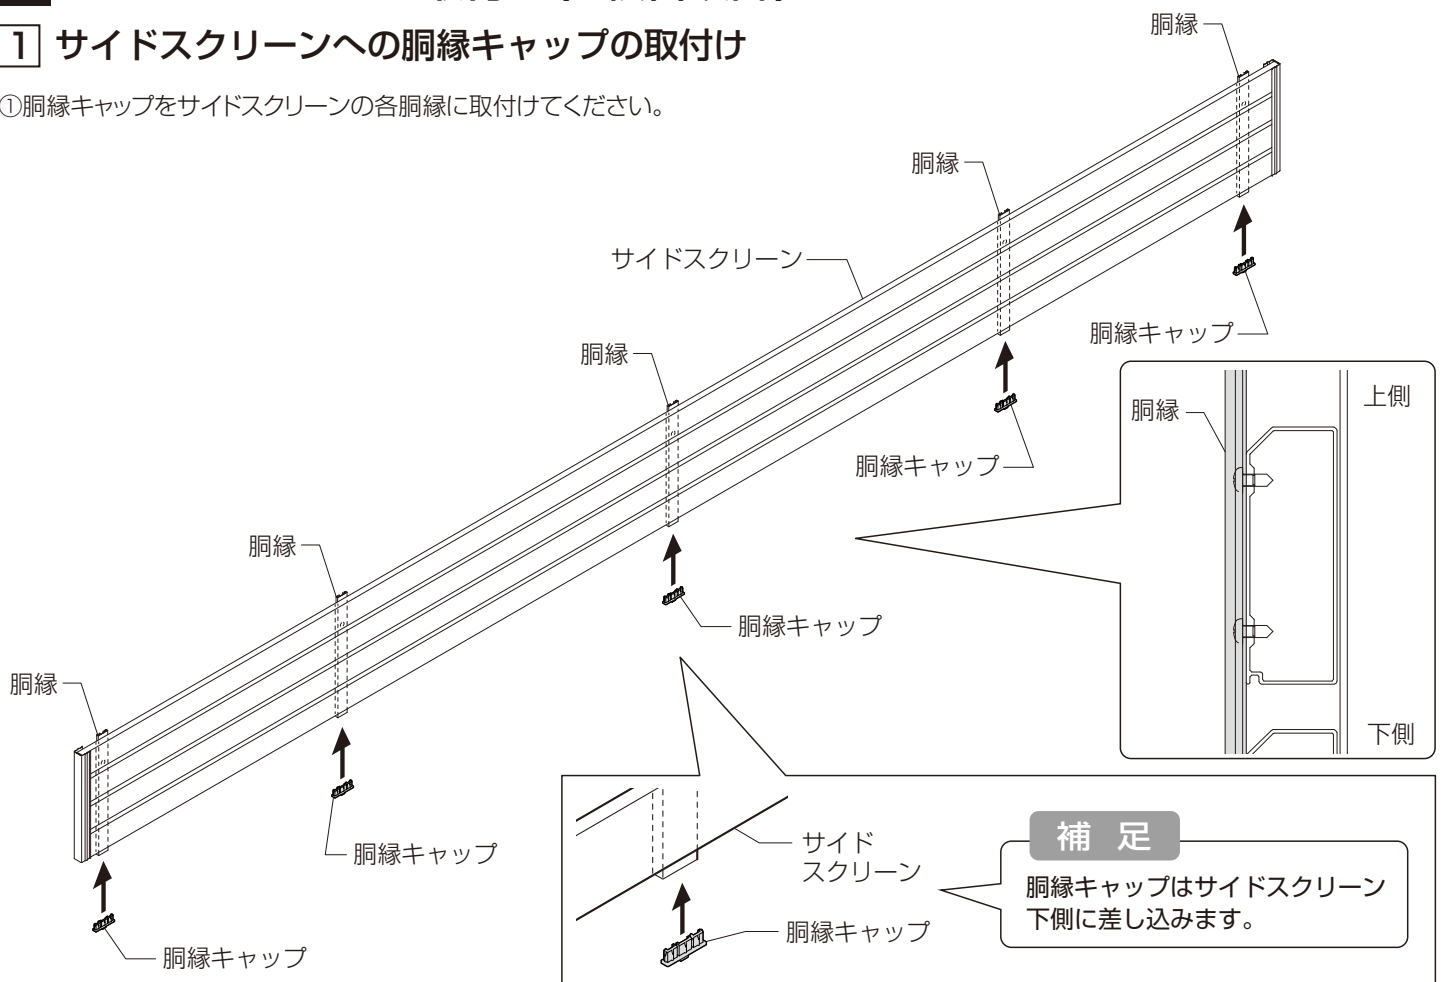 1 サイドスクリーンへの胴縁キャップの取付け
①胴縁キャップをサイドスクリーンの各胴縁に取付けてください。
胴縁
胴縁
サイドスクリーン
胴縁キャップ
胴縁
胴縁
上側
胴縁キャップ
胴縁
胴縁キャップ
胴縁
下側
胴縁キャップ
サイド
スクリーン
補 足
胴縁キャップはサイドスクリーン
下側に差し込みます。
胴縁キャップ
胴縁キャップ